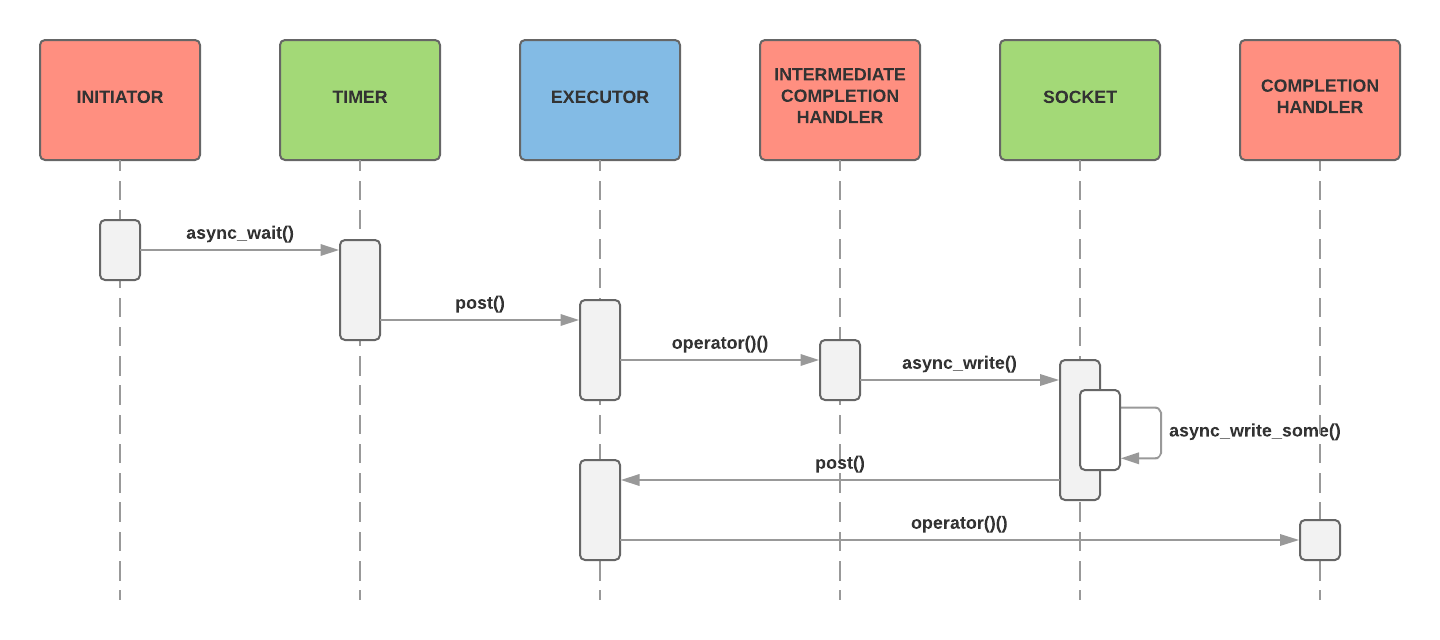 INITIATOR
TIMER
EXECUTOR
INTERMEDIATE
COMPLETION
HANDLER
SOCKET
COMPLETION
HANDLER
async_wait()
post()
operator()()
async_write()
async_write_some()
post()
operator()()